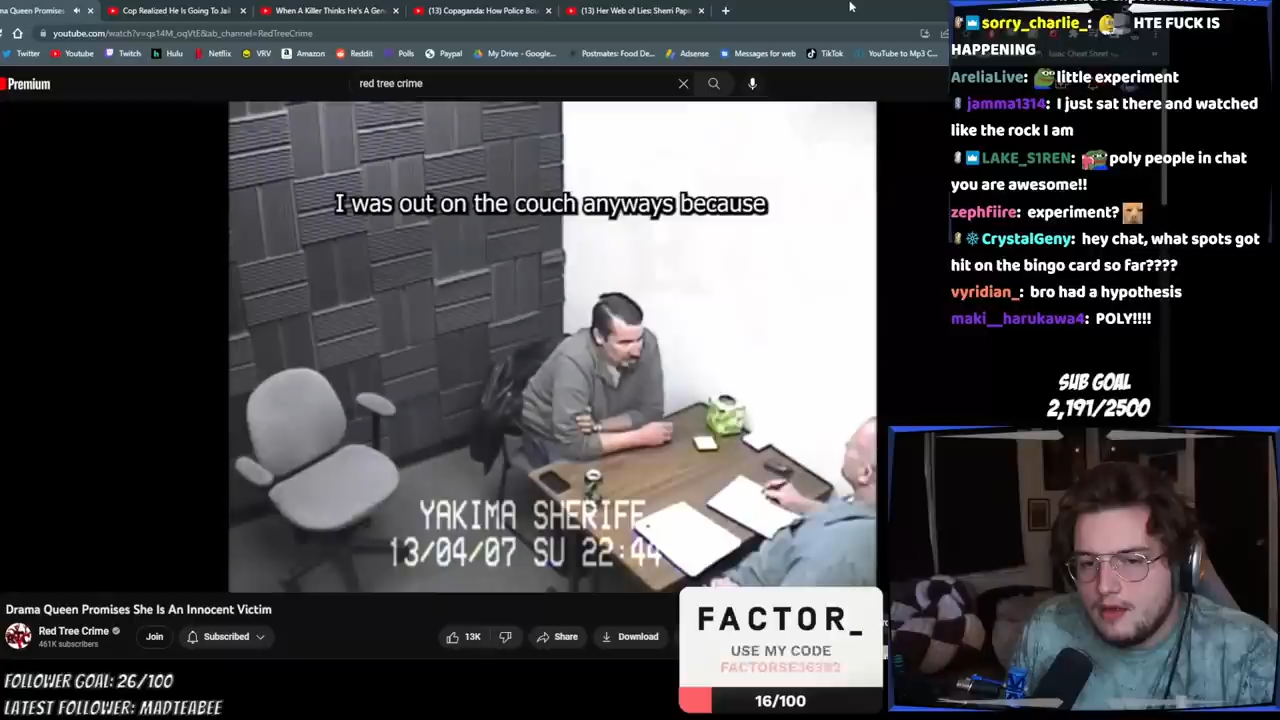 ma Queen Promises
Cop Realized He Is Going To Jail
When A Killer Thinks He's A Gen
(13) Copaganda: How Police Bo
(13) Her Web of Lies Sherri Pap
youtube.com/watch?v=qs14M_oqVtE&ab_channel=RedTreeCrime
Twitter
Youtube
Twitch
Hulu
Netflix
VRV
Amazon
Reddit
Polls
Paypal
My Drive - Google...
Postmates: Food De...
Adsense
Messages for web
TikTok
YouTube to Mp3 C...
Premium
red tree crime
I was out on the couch anyways because
YAKIMA SHERIFF
13/04/07 SU 22:44
Drama Queen Promises She Is An Innocent Victim
Red Tree Crime
461K subscribers
Join
Subscribed
13K
Share
Download
FOLLOWER GOAL: 26/100
LATEST FOLLOWER: MADTEABEE
FACTOR_
USE MY CODE
16/100
sorry_charlie_: HTE FUCK IS
HAPPENING
AreliaLive: little experiment
jamma1314: I just sat there and watched
like the rock I am
LAKE_S1REN: poly people in chat
you are awesome!!
zephfiire: experiment?
CrystalGeny: hey chat, what spots got
hit on the bingo card so far????
vyridian_: bro had a hypothesis
maki__harukawa4: POLY!!!!
SUB GOAL
2,191/2500